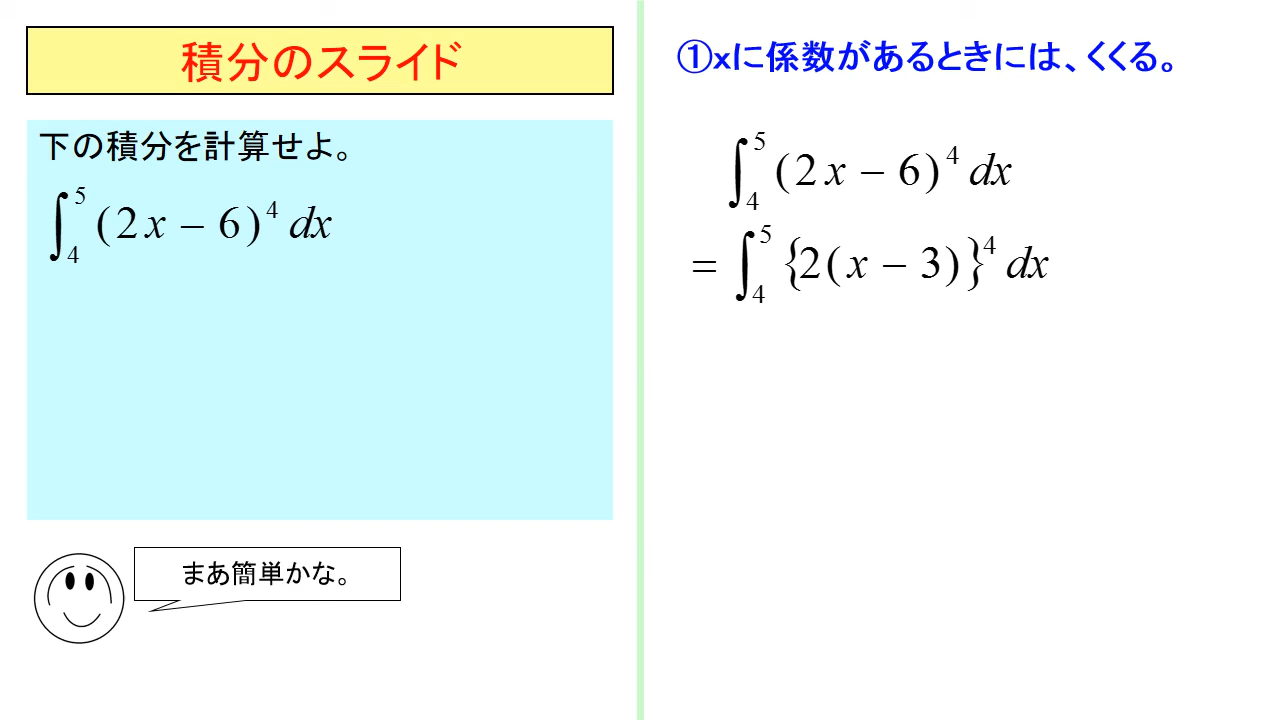 積分のスライド
下の積分を計算せよ。
∫₄⁵ (2x − 6)⁴ dx
まあ簡単かな。
①xに係数があるときには、くくる。
∫₄⁵ (2x − 6)⁴ dx
= ∫₄⁵ {2(x − 3)}⁴ dx